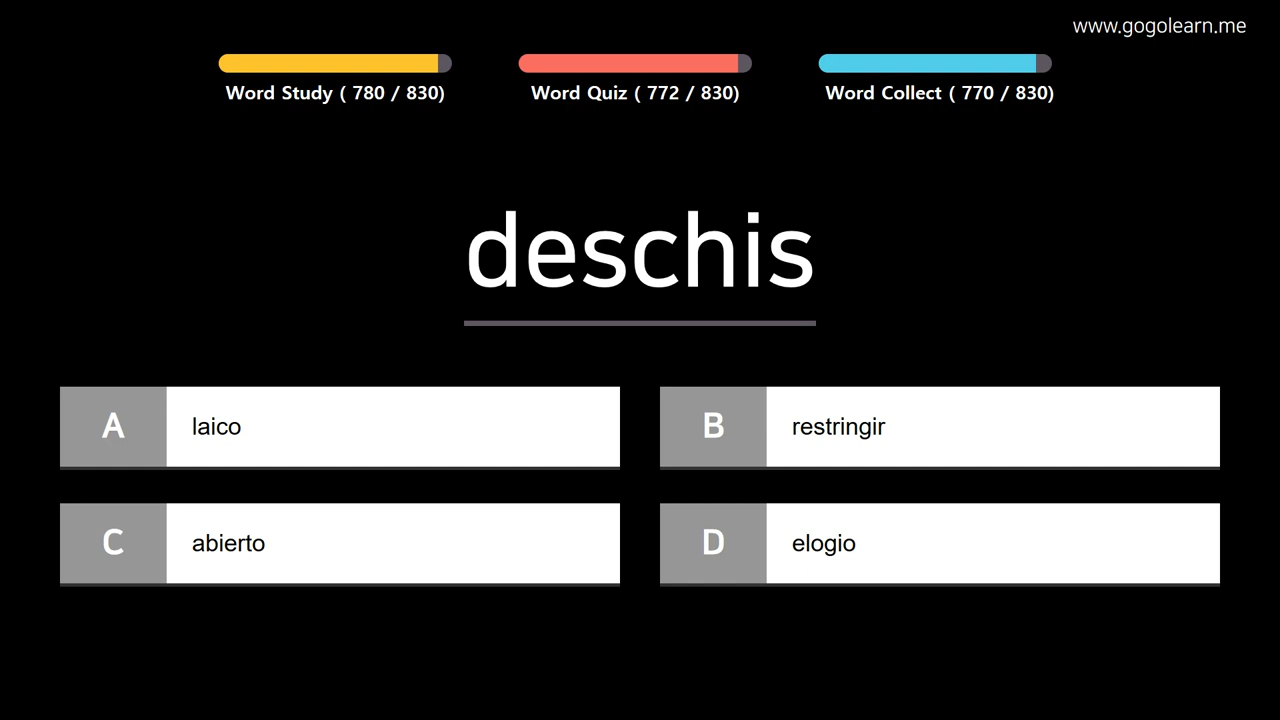 www.gogolearn.me
Word Study ( 780 / 830)
Word Quiz ( 772 / 830)
Word Collect ( 770 / 830)
deschis
A laico
B restringir
C abierto
D elogio